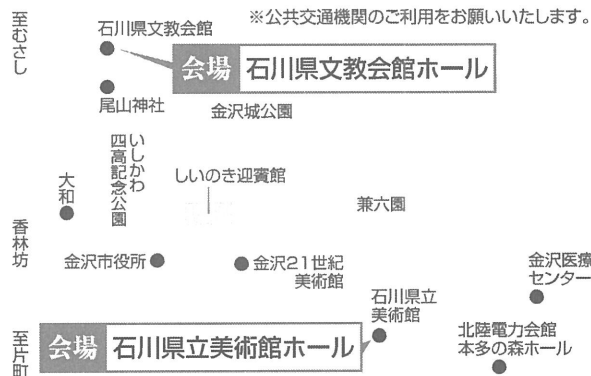 ※公共交通機関のご利用をお願いいたします。
至むさし
石川県文教会館
会場 石川県文教会館ホール
尾山神社
金沢城公園
いしかわ
四高記念公園
しいのき迎賓館
大和
兼六園
香林坊
金沢市役所
金沢21世紀
美術館
金沢医療
センター
石川県立
美術館
北陸電力会館
本多の森ホール
至片町
会場 石川県立美術館ホール